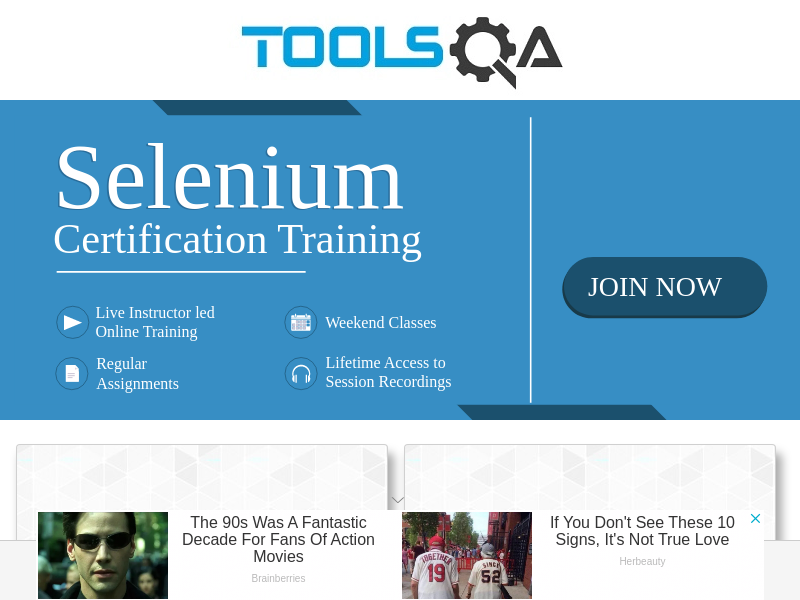 TOOLSQA
Selenium
Certification Training
JOIN NOW
Live Instructor led
Online Training
Weekend Classes
Regular
Assignments
Lifetime Access to
Session Recordings
The 90s Was A Fantastic
Decade For Fans Of Action
Movies
Brainberries
TOGETHER
19
SINCE
52
If You Don't See These 10
Signs, It's Not True Love
Herbeauty